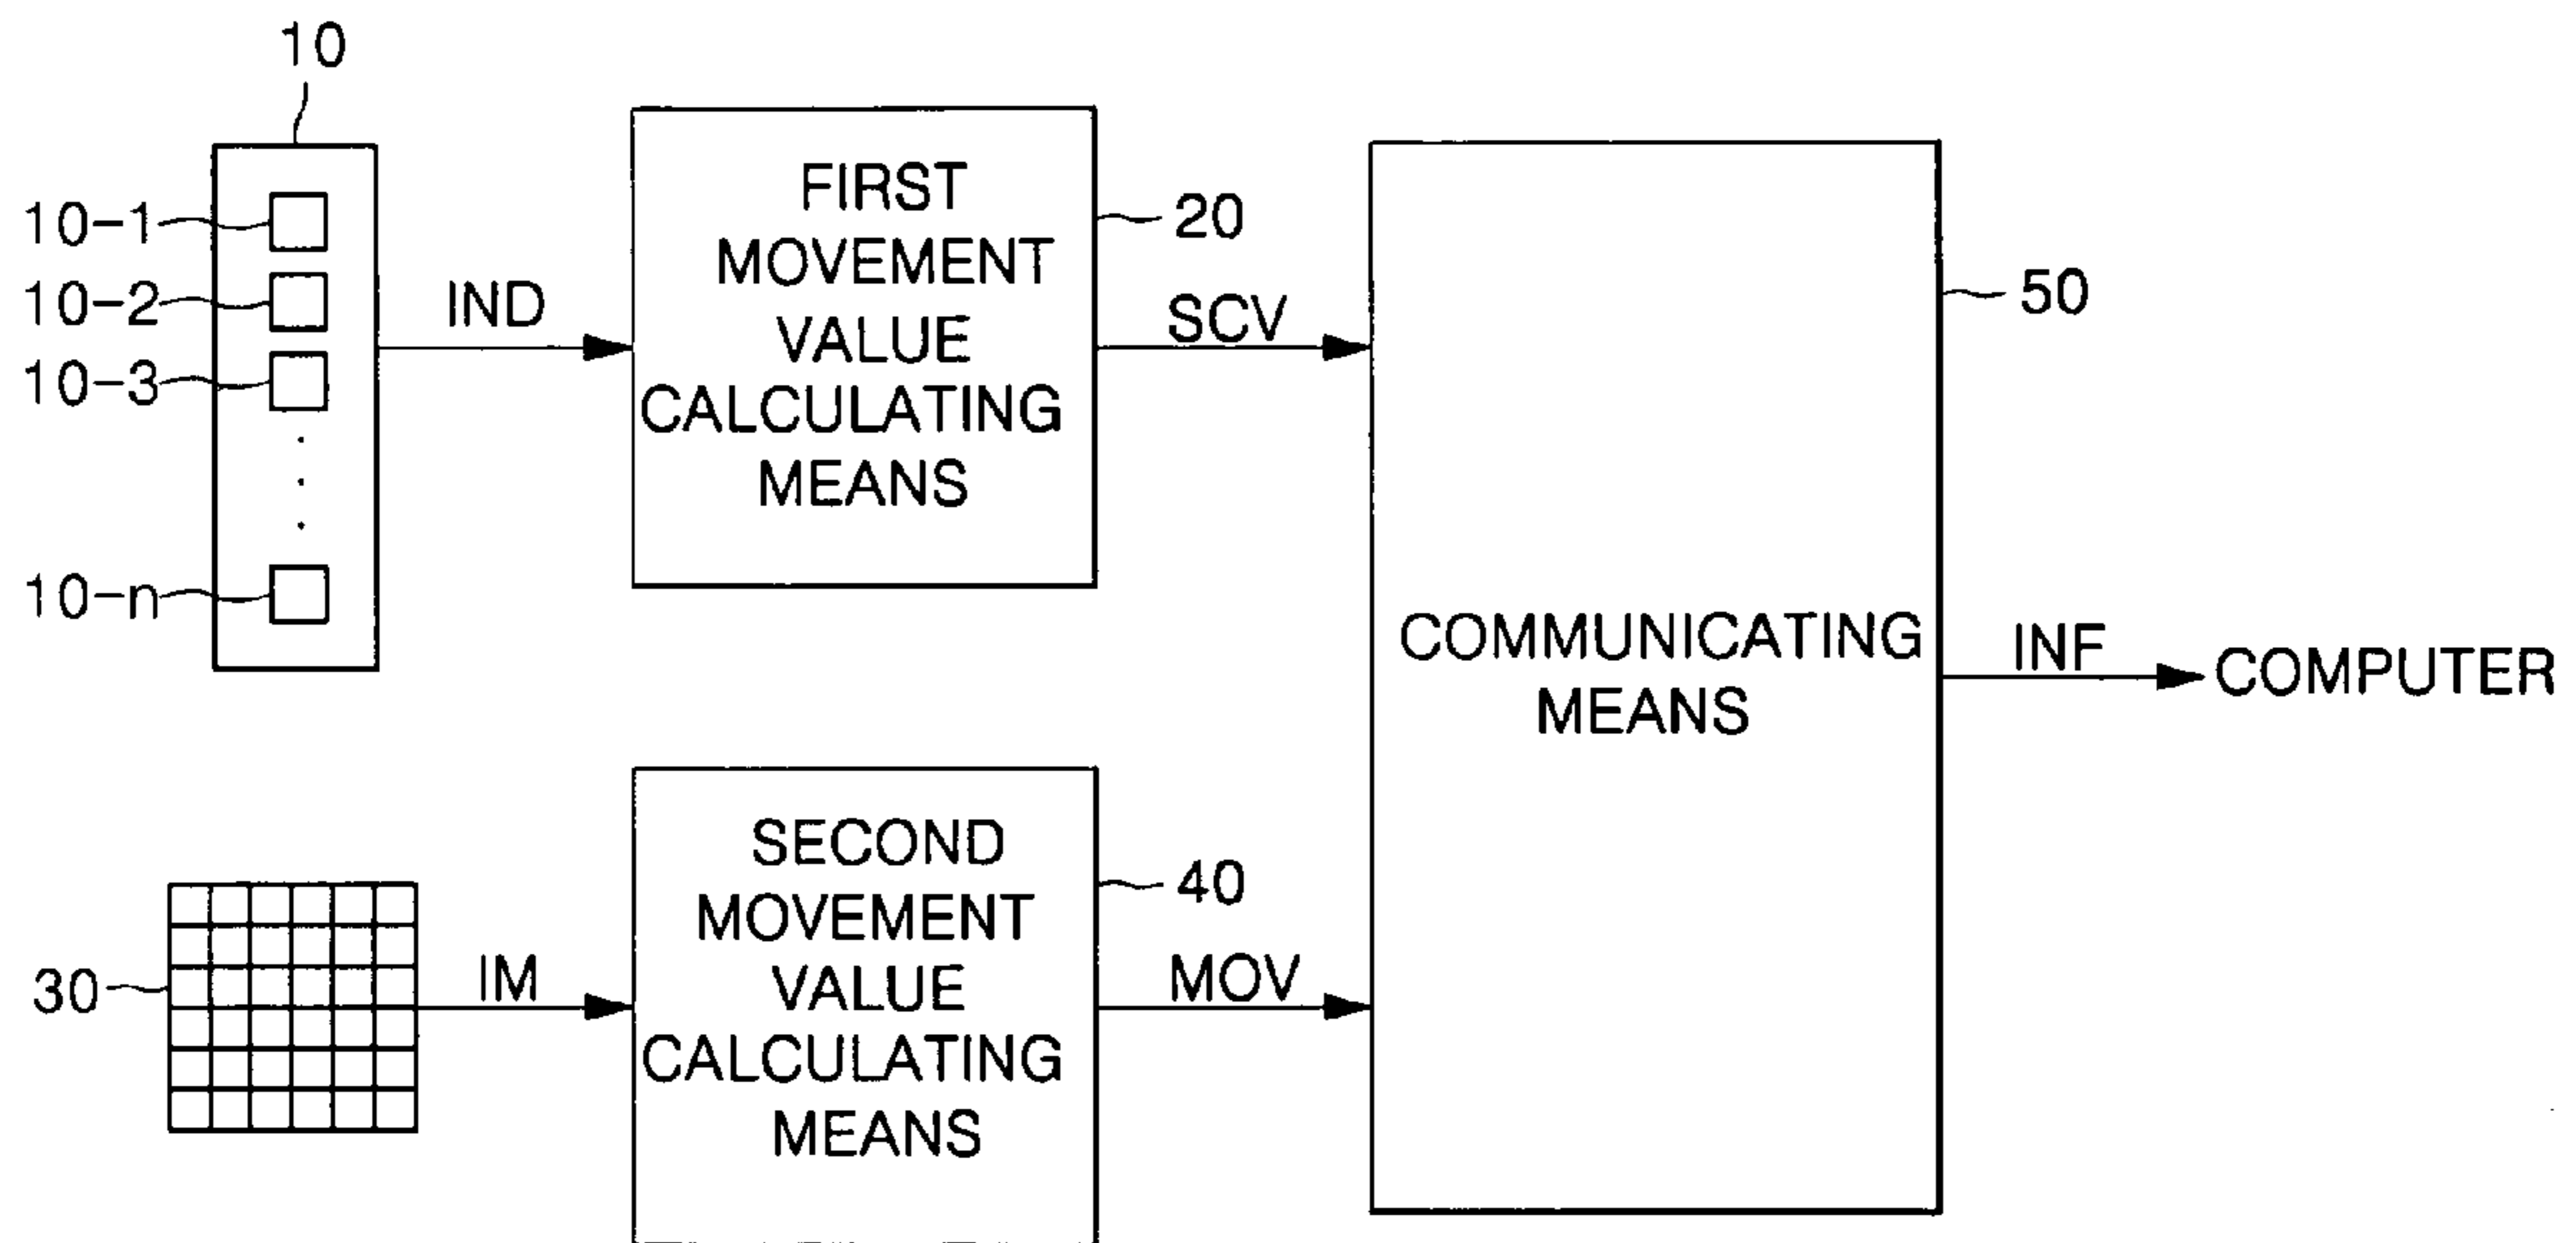 10
10-1
10-2
10-3
10-n
IND
FIRST
MOVEMENT
VALUE
CALCULATING
MEANS
20
SCV
30
IM
SECOND
MOVEMENT
VALUE
CALCULATING
MEANS
40
MOV
COMMUNICATING
MEANS
50
INF
COMPUTER